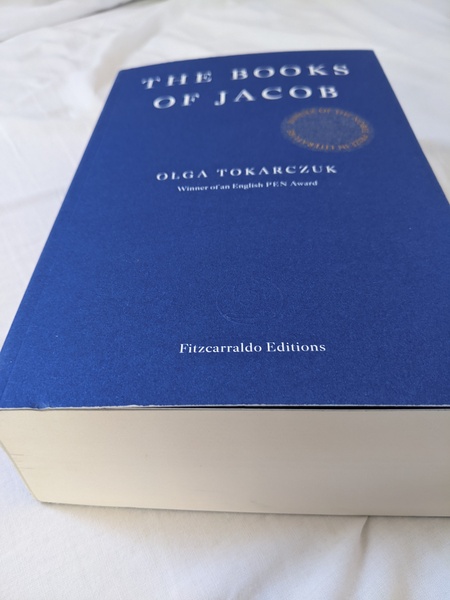 THE BOOKS
OF JACOB
OLGA TOKARCZUK
Winner of an English PEN Award
Fitzcarraldo Editions